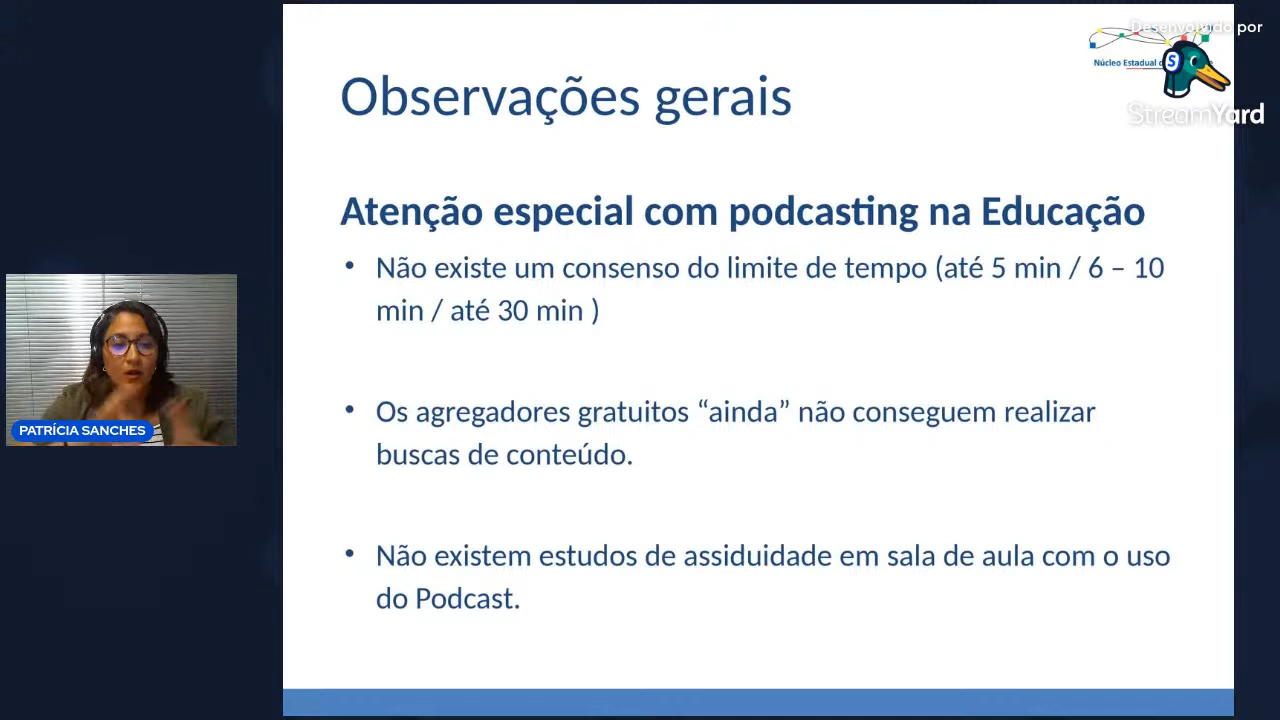 Desenvolvido por
Núcleo Estadual
StreamYard
Observações gerais
Atenção especial com podcasting na Educação
• Não existe um consenso do limite de tempo (até 5 min / 6 – 10
min / até 30 min )
• Os agregadores gratuitos “ainda” não conseguem realizar
buscas de conteúdo.
• Não existem estudos de assiduidade em sala de aula com o uso
do Podcast.
PATRÍCIA SANCHES